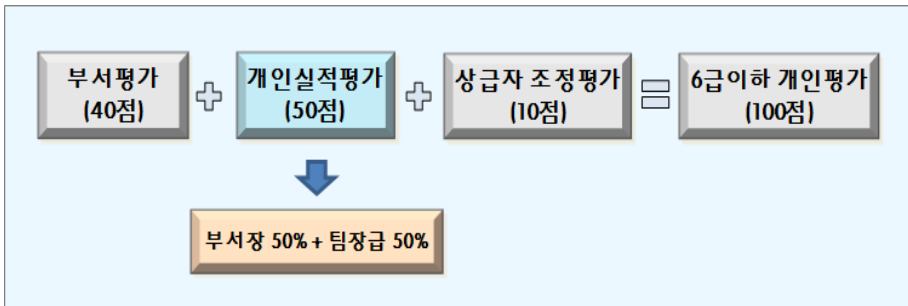 부서평가 + 개인실적평가 + 상급자 조정평가 = 6급이하 개인평가
(40점) (50점) (10점) (100점)
부서장 50% + 팀장급 50%